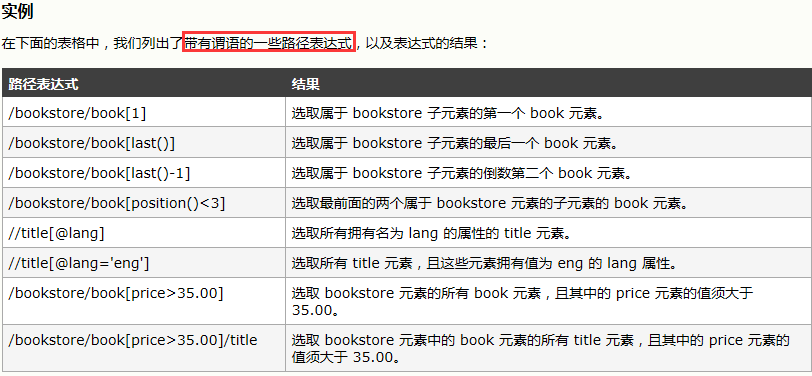 实例
在下面的表格中，我们列出了带有谓语的一些路径表达式，以及表达式的结果：
路径表达式 结果
/bookstore/book[1] 选取属于 bookstore 子元素的第一个 book 元素。
/bookstore/book[last()] 选取属于 bookstore 子元素的最后一个 book 元素。
/bookstore/book[last()-1] 选取属于 bookstore 子元素的倒数第二个 book 元素。
/bookstore/book[position()<3] 选取最前面的两个属于 bookstore 元素的子元素的 book 元素。
//title[@lang] 选取所有拥有名为 lang 的属性的 title 元素。
//title[@lang='eng'] 选取所有 title 元素，且这些元素拥有值为 eng 的 lang 属性。
/bookstore/book[price>35.00] 选取 bookstore 元素的所有 book 元素，且其中的 price 元素的值须大于
35.00。
/bookstore/book[price>35.00]/title 选取 bookstore 元素中的 book 元素的所有 title 元素，且其中的 price 元素的
值须大于 35.00。